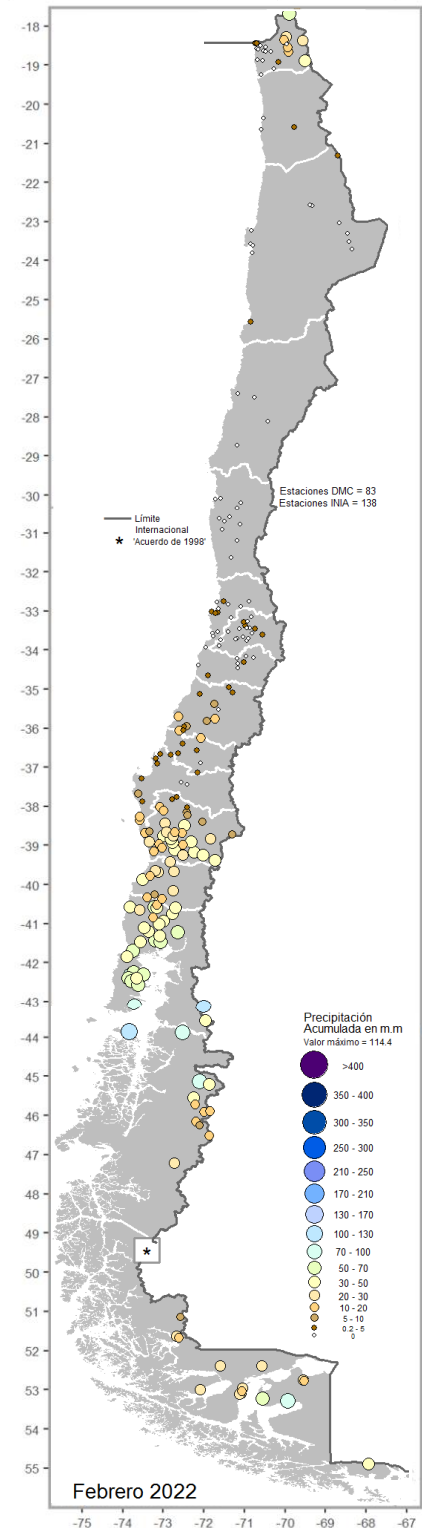 -18
-19
-20
-21
-22
-23
-24
-25
-26
-27
-28
-29
-30
-31
-32
-33
-34
-35
-36
-37
-38
-39
-40
-41
-42
-43
-44
-45
-46
-47
-48
-49
-50
-51
-52
-53
-54
-55
Estaciones DMC = 83
Estaciones INIA = 138
Límite
Internacional
* 'Acuerdo de 1998'
*
Precipitación
Acumulada en m.m
Valor máximo = 114.4
>400
350 - 400
300 - 350
250 - 300
210 - 250
170 - 210
130 - 170
100 - 130
70 - 100
50 - 70
30 - 50
20 - 30
10 - 20
5 - 10
0.2 - 5
0
Febrero 2022
-75 -74 -73 -72 -71 -70 -69 -68 -67